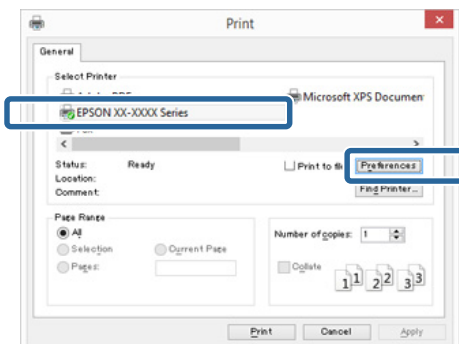 Print
General
Select Printer
Microsoft XPS Documen
EPSON XX-XXXX Series
Status: Ready
Print to file
Preferences
Location:
Comment:
Find Printer...
Page Range
All
Selection
Current Page
Pages:
Number of copies: 1
Collate
1 1 2 2 3 3
Print
Cancel
Apply